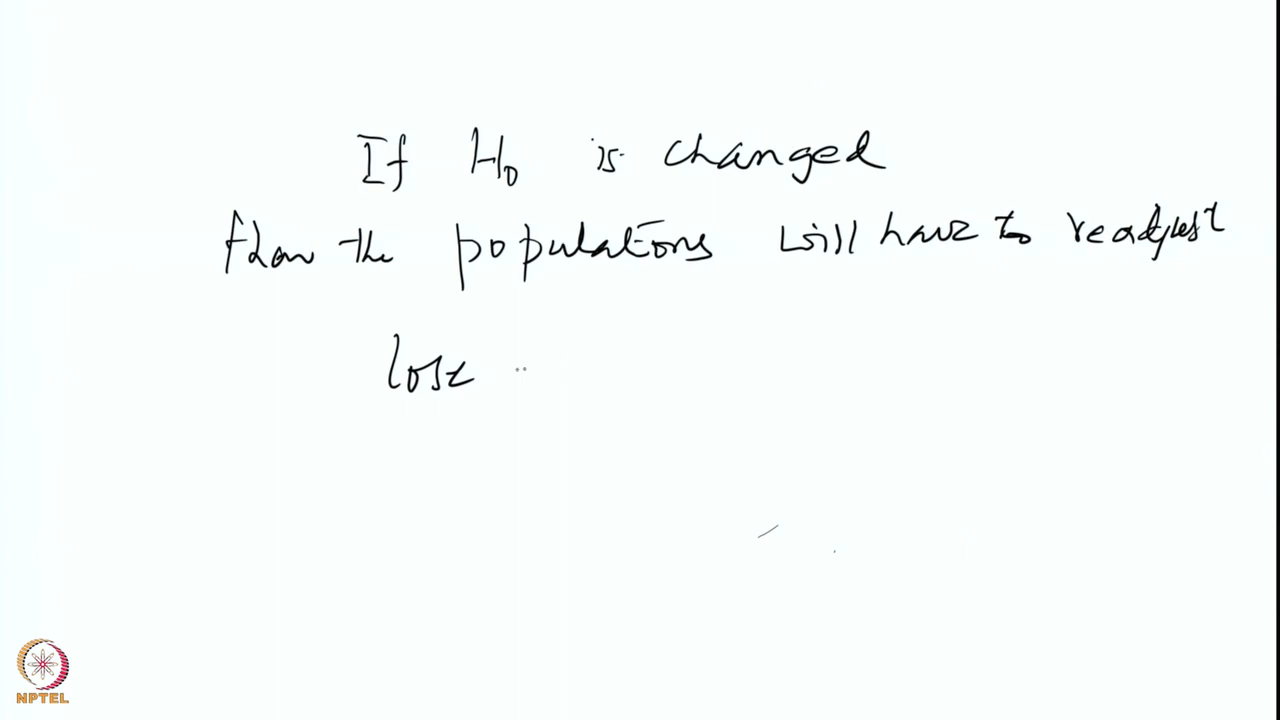 If H₀ is changed
then the populations will have to readjust
lose
NPTEL